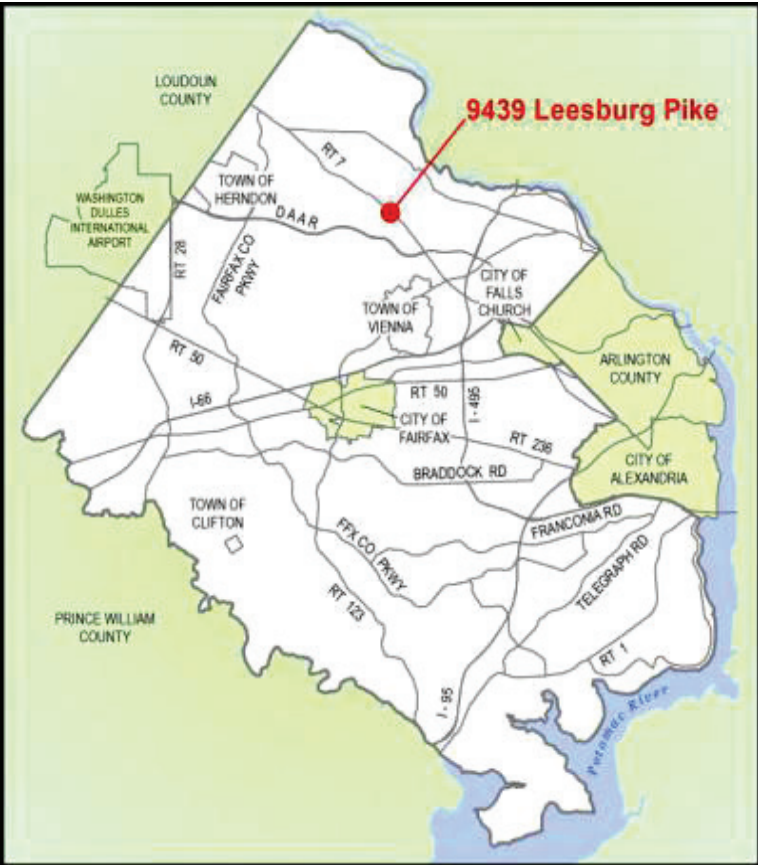 LOUDOUN
COUNTY
9439 Leesburg Pike
RT 7
TOWN OF
HERNDON
WASHINGTON
DULLES
INTERNATIONAL
AIRPORT
DAAR
RT 28
FAIRFAX CO
PKWY
CITY OF
FALLS
CHURCH
TOWN OF
VIENNA
RT 50
ARLINGTON
COUNTY
I-66
RT 50
I-495
CITY OF
FAIRFAX
RT 236
BRADDOCK RD
CITY OF
ALEXANDRIA
TOWN OF
CLIFTON
FRANCONIA RD
FFX CO PKWY
TELEGRAPH RD
RT 123
PRINCE WILLIAM
COUNTY
RT 1
I-95
Potomac River